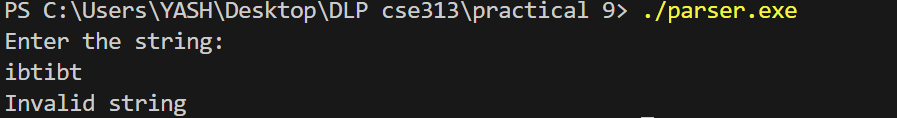 PS C:\Users\YASH\Desktop\DLP cse313\practical 9> ./parser.exe
Enter the string:
ibtibt
Invalid string